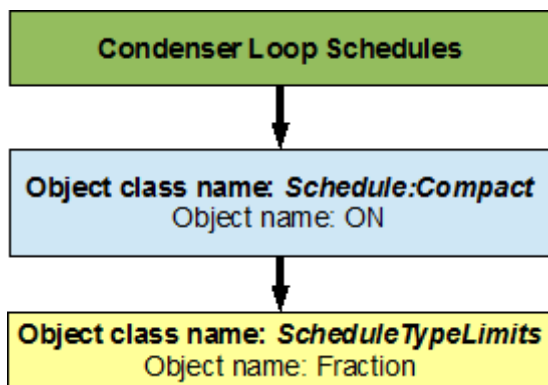 Condenser Loop Schedules
Object class name: Schedule:Compact
Object name: ON
Object class name: ScheduleTypeLimits
Object name: Fraction